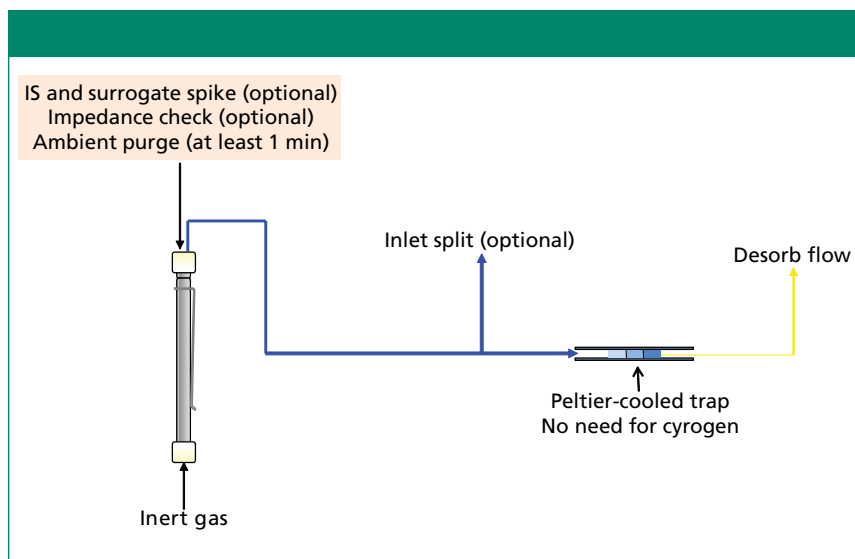 IS and surrogate spike (optional)
Impedance check (optional)
Ambient purge (at least 1 min)
Inlet split (optional)
Desorb flow
Peltier-cooled trap
No need for cyrogen
Inert gas